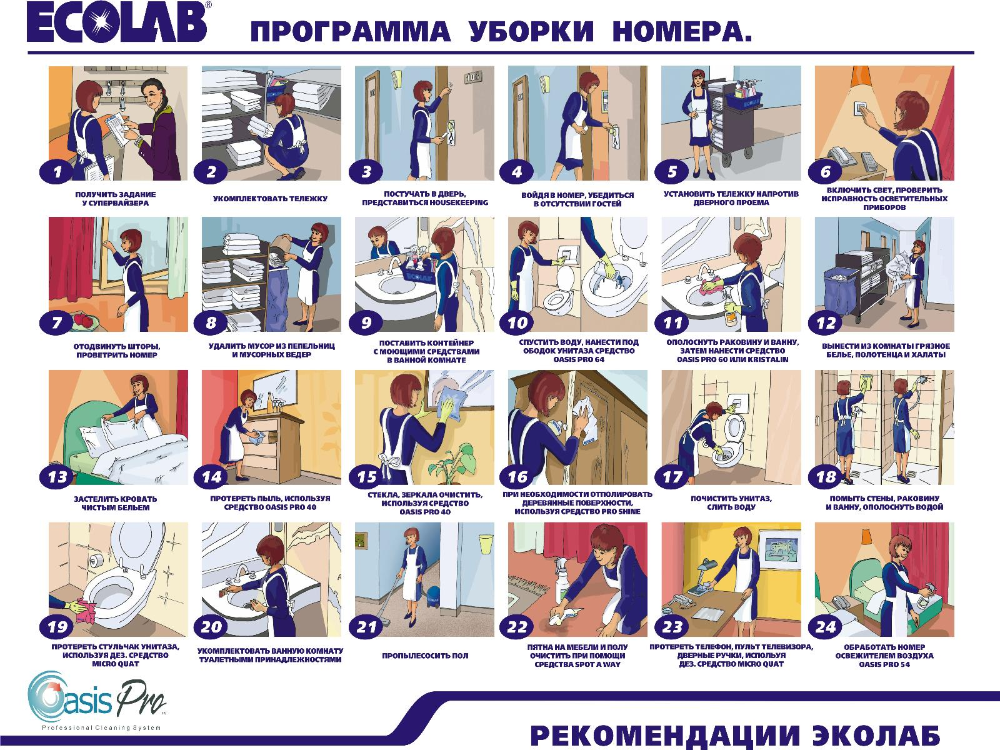 ECOLAB®
ПРОГРАММА УБОРКИ НОМЕРА.
1
ПОЛУЧИТЬ ЗАДАНИЕ
У СУПЕРВАЙЗЕРА
2
УКОМПЛЕКТОВАТЬ ТЕЛЕЖКУ
108
3
ПОСТУЧАТЬ В ДВЕРЬ,
ПРЕДСТАВИТЬСЯ HOUSEKEEPING
4
ВОЙДЯ В НОМЕР, УБЕДИТЬСЯ
В ОТСУТСТВИИ ГОСТЕЙ
ECOLAB
5
УСТАНОВИТЬ ТЕЛЕЖКУ НАПРОТИВ
ДВЕРНОГО ПРОЕМА
6
ВКЛЮЧИТЬ СВЕТ, ПРОВЕРИТЬ
ИСПРАВНОСТЬ ОСВЕТИТЕЛЬНЫХ
ПРИБОРОВ
7
ОТОДВИНУТЬ ШТОРЫ,
ПРОВЕТРИТЬ НОМЕР
8
УДАЛИТЬ МУСОР ИЗ ПЕПЕЛЬНИЦ
И МУСОРНЫХ ВЕДЕР
ECOLAB
9
ПОСТАВИТЬ КОНТЕЙНЕР
С МОЮЩИМИ СРЕДСТВАМИ
В ВАННОЙ КОМНАТЕ
10
СПУСТИТЬ ВОДУ, НАНЕСТИ ПОД
ОБОДОК УНИТАЗА СРЕДСТВО
OASIS PRO 64
11
ОПОЛОСНУТЬ РАКОВИНУ И ВАННУ,
ЗАТЕМ НАНЕСТИ СРЕДСТВО
OASIS PRO 60 ИЛИ KRISTALIN
12
ВЫНЕСТИ ИЗ КОМНАТЫ ГРЯЗНОЕ
БЕЛЬЕ, ПОЛОТЕНЦА И ХАЛАТЫ
13
ЗАСТЕЛИТЬ КРОВАТЬ
ЧИСТЫМ БЕЛЬЕМ
14
ПРОТЕРЕТЬ ПЫЛЬ, ИСПОЛЬЗУЯ
СРЕДСТВО OASIS PRO 40
15
СТЕКЛА, ЗЕРКАЛА ОЧИСТИТЬ,
ИСПОЛЬЗУЯ СРЕДСТВО
OASIS PRO 40
16
ПРИ НЕОБХОДИМОСТИ ОТПОЛИРОВАТЬ
ДЕРЕВЯННЫЕ ПОВЕРХНОСТИ,
ИСПОЛЬЗУЯ СРЕДСТВО PRO SHINE
17
ПОЧИСТИТЬ УНИТАЗ,
СЛИТЬ ВОДУ
18
ПОМЫТЬ СТЕНЫ, РАКОВИНУ
И ВАННУ, ОПОЛОСНУТЬ ВОДОЙ
19
ПРОТЕРЕТЬ СТУЛЬЧАК УНИТАЗА,
ИСПОЛЬЗУЯ ДЕЗ. СРЕДСТВО
MICRO QUAT
20
УКОМПЛЕКТОВАТЬ ВАННУЮ КОМНАТУ
ТУАЛЕТНЫМИ ПРИНАДЛЕЖНОСТЯМИ
ECOLAB
21
ПРОПЫЛЕСОСИТЬ ПОЛ
22
ПЯТНА НА МЕБЕЛИ И ПОЛУ
ОЧИСТИТЬ ПРИ ПОМОЩИ
СРЕДСТВА SPOT A WAY
23
ПРОТЕРЕТЬ ТЕЛЕФОН, ПУЛЬТ ТЕЛЕВИЗОРА,
ДВЕРНЫЕ РУЧКИ, ИСПОЛЬЗУЯ
ДЕЗ. СРЕДСТВО MICRO QUAT
24
ОБРАБОТАТЬ НОМЕР
ОСВЕЖИТЕЛЕМ ВОЗДУХА
OASIS PRO 54
Oasis Pro™
Professional Cleaning System
РЕКОМЕНДАЦИИ ЭКОЛАБ